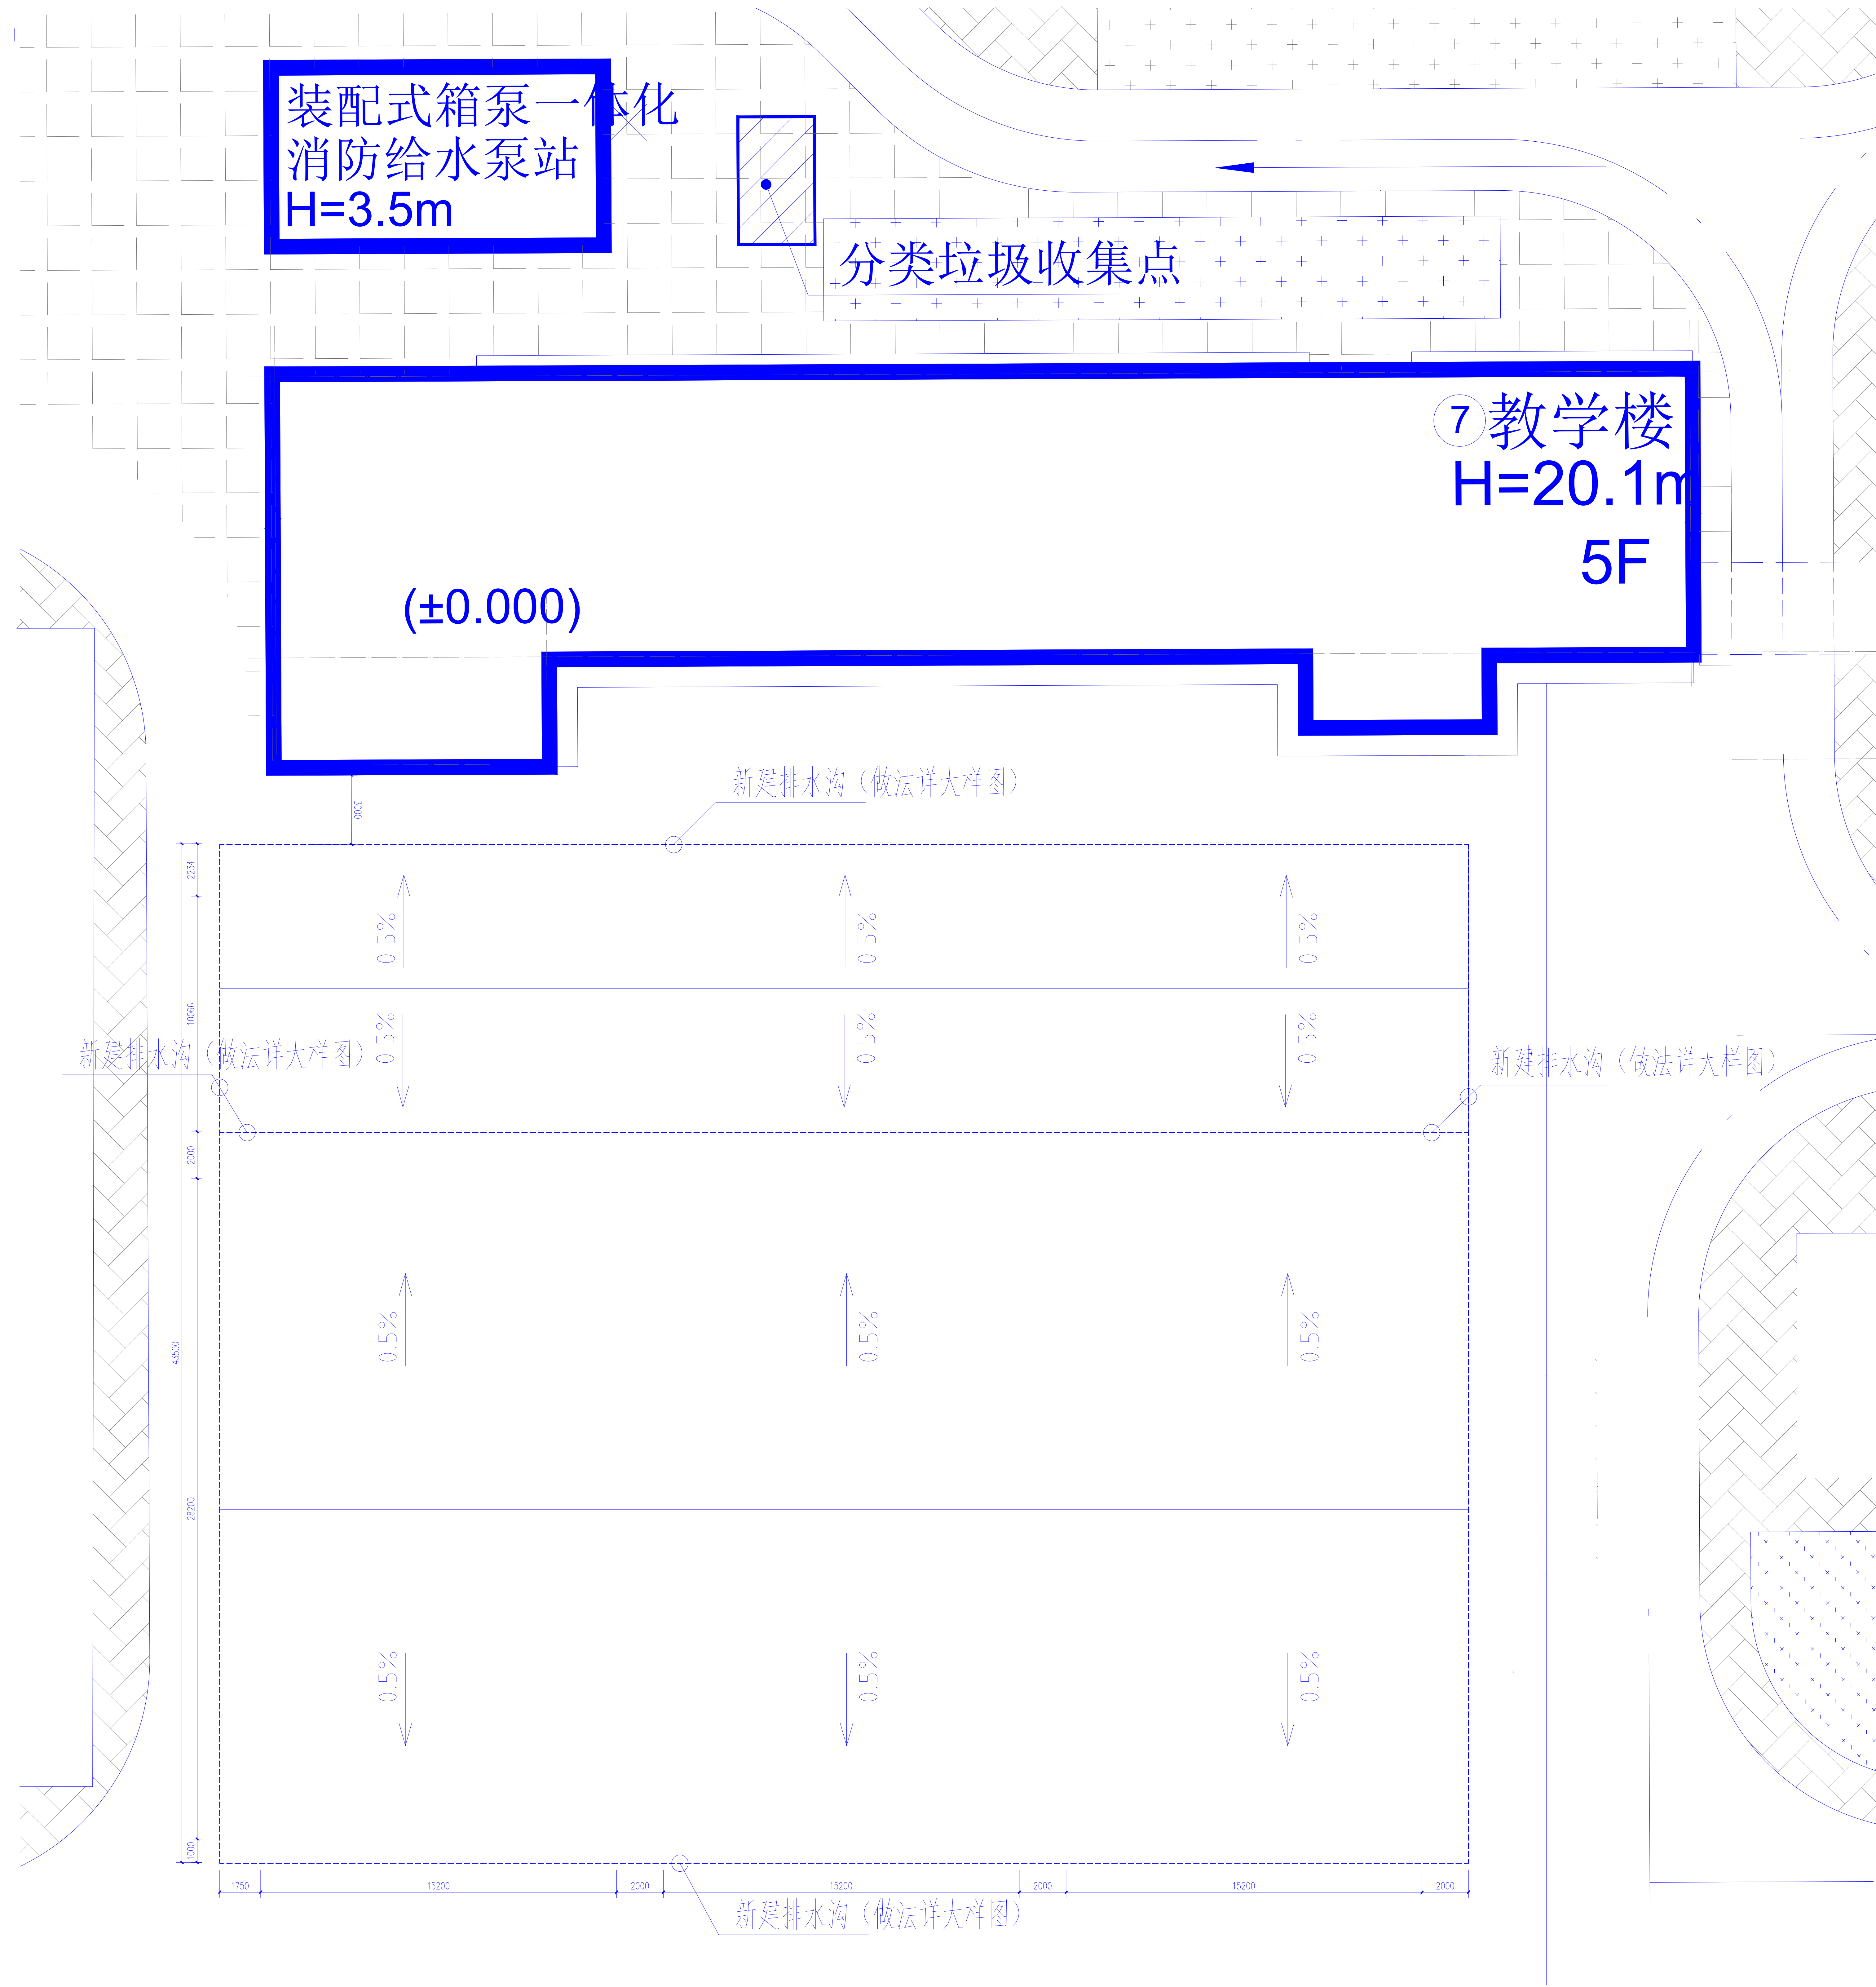 装配式箱泵一体化
消防给水泵站
H=3.5m
分类垃圾收集点
7 教学楼
H=20.1m
5F
(±0.000)
新建排水沟（做法详大样图）
3000
2234
0.5%
0.5%
0.5%
10066
0.5%
0.5%
0.5%
新建排水沟（做法详大样图）
新建排水沟（做法详大样图）
2000
0.5%
0.5%
0.5%
43500
28200
0.5%
0.5%
0.5%
1000
1750 15200 2000 15200 2000 15200 2000
新建排水沟（做法详大样图）